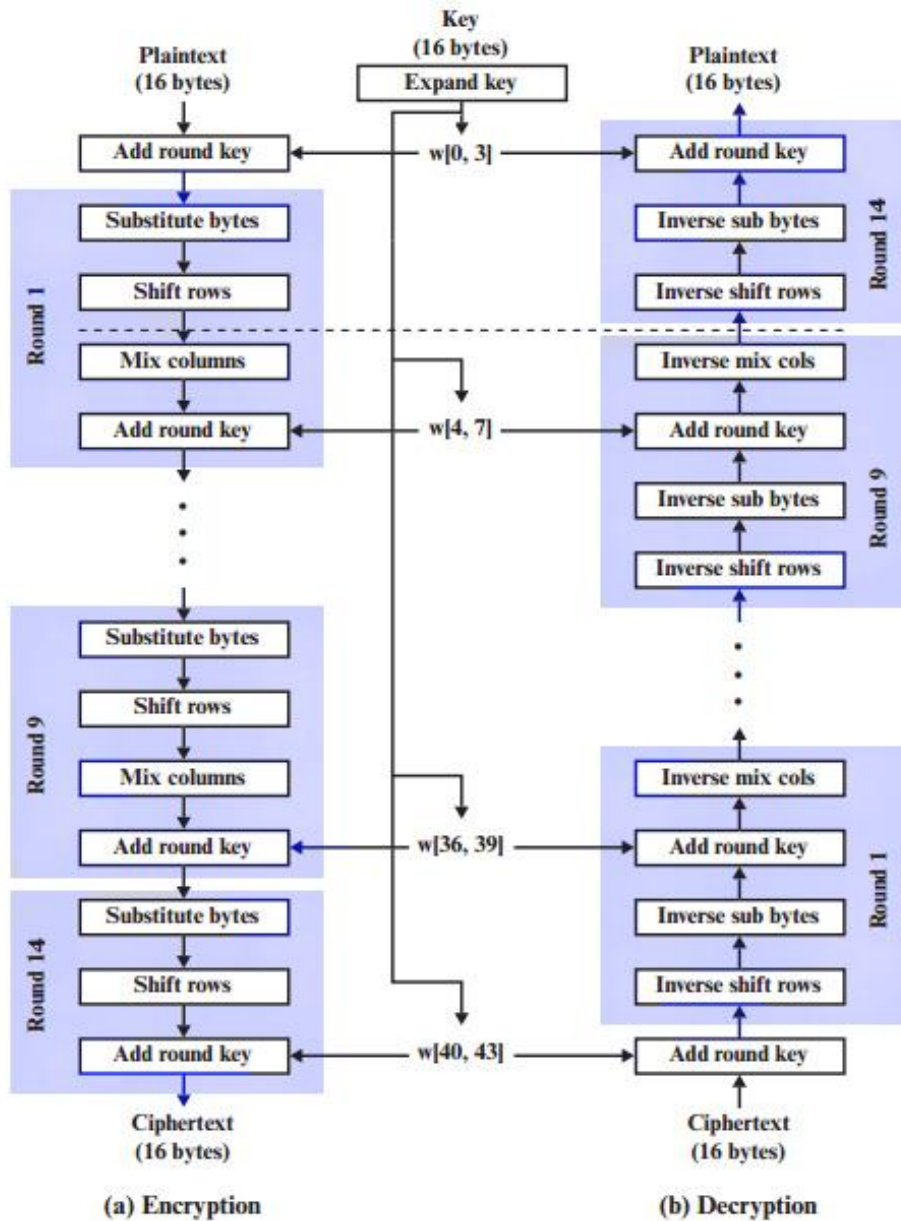 Key
(16 bytes)
Plaintext
(16 bytes)
Expand key
Plaintext
(16 bytes)
Add round key
w[0, 3]
Add round key
Round 1
Substitute bytes
Shift rows
Mix columns
Add round key
w[4, 7]
Inverse sub bytes
Inverse shift rows
Round 14
Inverse mix cols
Add round key
Inverse sub bytes
Inverse shift rows
Round 9
Round 9
Substitute bytes
Shift rows
Mix columns
Add round key
w[36, 39]
Inverse mix cols
Add round key
Inverse sub bytes
Inverse shift rows
Round 1
Round 14
Substitute bytes
Shift rows
Add round key
w[40, 43]
Add round key
Ciphertext
(16 bytes)
Ciphertext
(16 bytes)
(a) Encryption
(b) Decryption